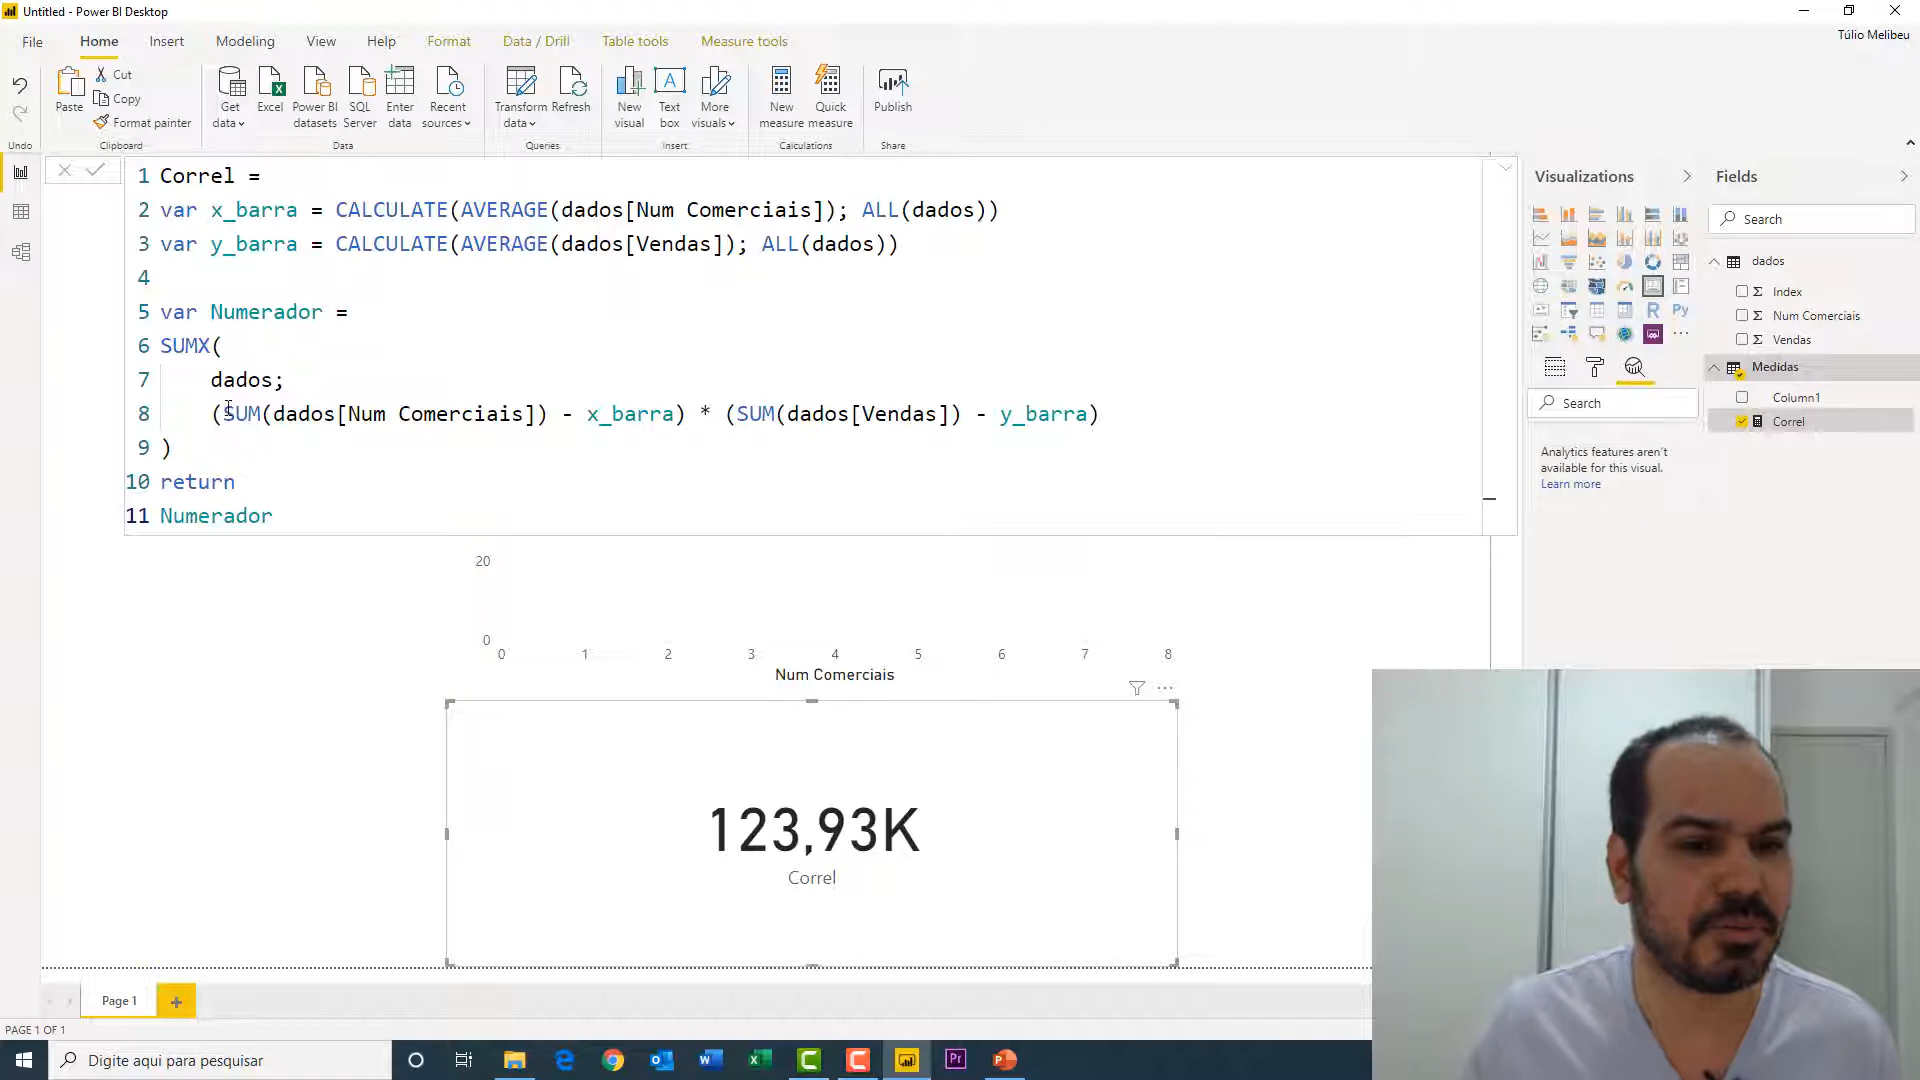 Untitled - Power BI Desktop
Túlio Melibeu
File Home Insert Modeling View Help Format Data / Drill Table tools Measure tools
Undo
Paste
Cut
Copy
Format painter
Clipboard
Get data
Excel
Power BI datasets
SQL Server
Enter data
Recent sources
Data
Transform data
Refresh
Queries
New visual
Text box
More visuals
Insert
New measure
Quick measure
Calculations
Publish
Share
1 Correl =
2 var x_barra = CALCULATE(AVERAGE(dados[Num Comerciais]); ALL(dados))
3 var y_barra = CALCULATE(AVERAGE(dados[Vendas]); ALL(dados))
4
5 var Numerador =
6 SUMX(
7 dados;
8 (SUM(dados[Num Comerciais]) - x_barra) * (SUM(dados[Vendas]) - y_barra)
9 )
10 return
11 Numerador
20
0
0 1 2 3 4 5 6 7 8
Num Comerciais
123,93K
Correl
Visualizations
R Py
Search
Analytics features aren't
available for this visual.
Learn more
Fields
Search
dados
Index
Num Comerciais
Vendas
Medidas
Column1
Correl
Page 1
PAGE 1 OF 1
Digite aqui para pesquisar